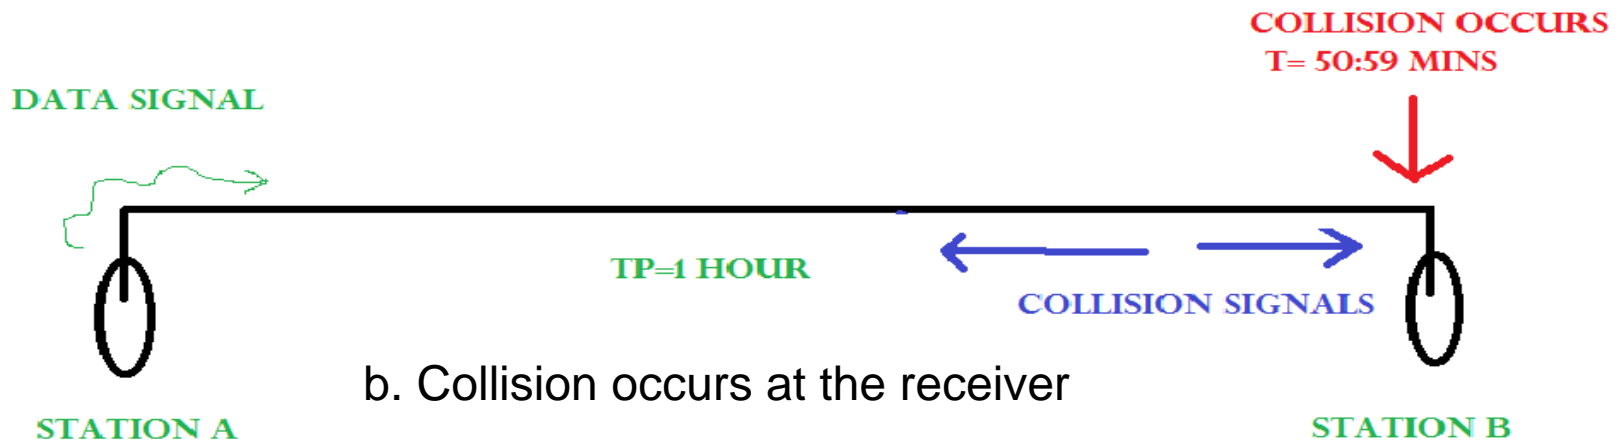 COLLISION OCCURS
T= 50:59 MINS
DATA SIGNAL
TP=1 HOUR
COLLISION SIGNALS
b. Collision occurs at the receiver
STATION A
STATION B